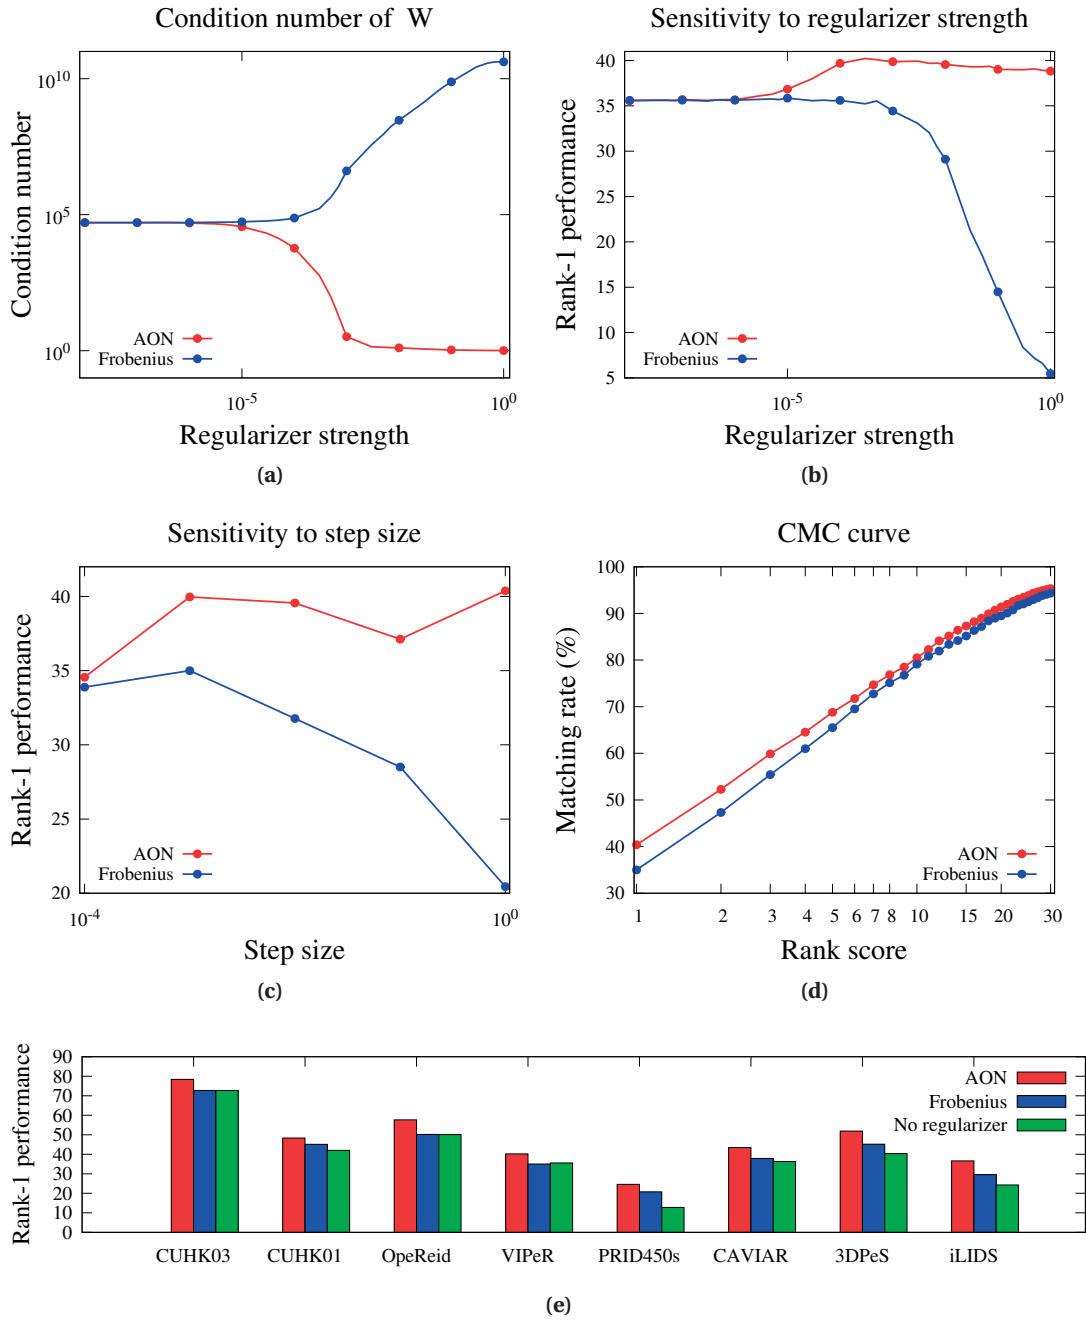 Condition number of W
Condition number
10^10
10^5
10^0
AON
Frobenius
10^-5
10^0
Regularizer strength
(a)
Sensitivity to regularizer strength
Rank-1 performance
40
35
30
25
20
15
10
5
AON
Frobenius
10^-5
10^0
Regularizer strength
(b)
Sensitivity to step size
Rank-1 performance
40
35
30
25
20
AON
Frobenius
10^-4
10^0
Step size
(c)
CMC curve
Matching rate (%)
100
90
80
70
60
50
40
30
AON
Frobenius
1 2 3 4 5 6 7 8 10 15 20 30
Rank score
(d)
Rank-1 performance
90
80
70
60
50
40
30
20
10
0
AON
Frobenius
No regularizer
CUHK03 CUHK01 OpeReid VIPeR PRID450s CAVIAR 3DPeS iLIDS
(e)